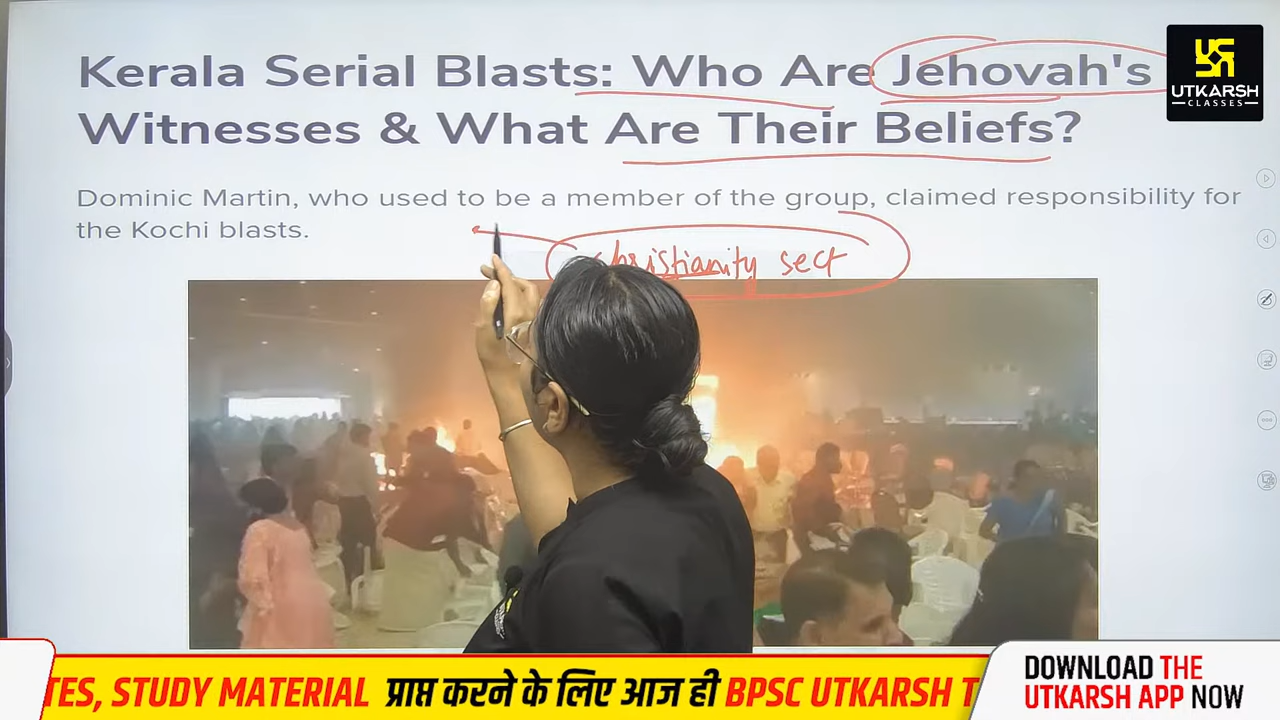 Kerala Serial Blasts: Who Are Jehovah's
Witnesses & What Are Their Beliefs?
UTKARSH
CLASSES
Dominic Martin, who used to be a member of the group, claimed responsibility for
the Kochi blasts.
christianity sect
TES, STUDY MATERIAL प्राप्त करने के लिए आज ही BPSC UTKARSH T
DOWNLOAD THE
UTKARSH APP NOW